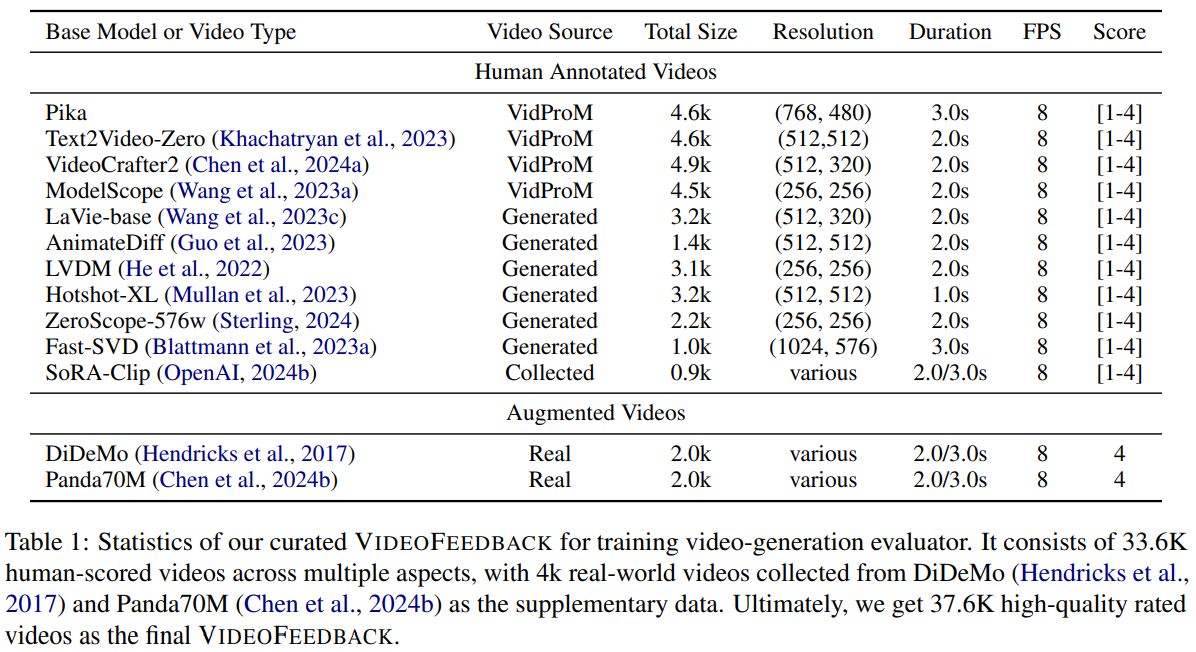 Base Model or Video Type Video Source Total Size Resolution Duration FPS Score
Human Annotated Videos
Pika VidProM 4.6k (768, 480) 3.0s 8 [1-4]
Text2Video-Zero (Khachatryan et al., 2023) VidProM 4.6k (512,512) 2.0s 8 [1-4]
VideoCrafter2 (Chen et al., 2024a) VidProM 4.9k (512, 320) 2.0s 8 [1-4]
ModelScope (Wang et al., 2023a) VidProM 4.5k (256, 256) 2.0s 8 [1-4]
LaVie-base (Wang et al., 2023c) Generated 3.2k (512, 320) 2.0s 8 [1-4]
AnimateDiff (Guo et al., 2023) Generated 1.4k (512, 512) 2.0s 8 [1-4]
LVDM (He et al., 2022) Generated 3.1k (256, 256) 2.0s 8 [1-4]
Hotshot-XL (Mullan et al., 2023) Generated 3.2k (512, 512) 1.0s 8 [1-4]
ZeroScope-576w (Sterling, 2024) Generated 2.2k (256, 256) 2.0s 8 [1-4]
Fast-SVD (Blattmann et al., 2023a) Generated 1.0k (1024, 576) 3.0s 8 [1-4]
SoRA-Clip (OpenAI, 2024b) Collected 0.9k various 2.0/3.0s 8 [1-4]
Augmented Videos
DiDeMo (Hendricks et al., 2017) Real 2.0k various 2.0/3.0s 8 4
Panda70M (Chen et al., 2024b) Real 2.0k various 2.0/3.0s 8 4
Table 1: Statistics of our curated VIDEOFEEDBACK for training video-generation evaluator. It consists of 33.6K
human-scored videos across multiple aspects, with 4k real-world videos collected from DiDeMo (Hendricks et al.,
2017) and Panda70M (Chen et al., 2024b) as the supplementary data. Ultimately, we get 37.6K high-quality rated
videos as the final VIDEOFEEDBACK.